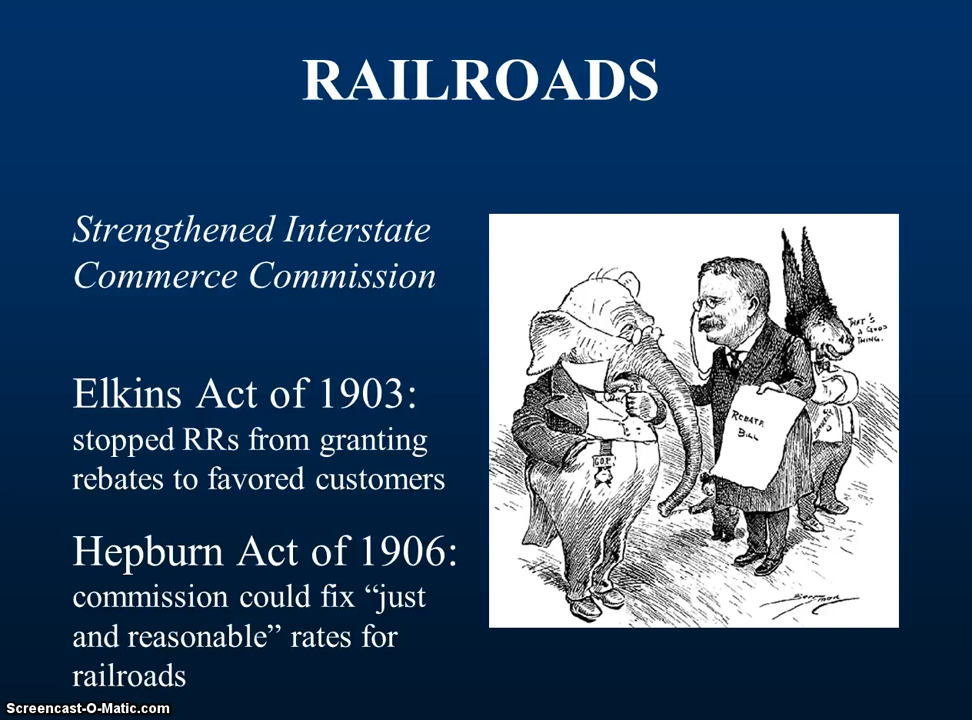 RAILROADS
Strengthened Interstate
Commerce Commission
Elkins Act of 1903:
stopped RRs from granting
rebates to favored customers
Hepburn Act of 1906:
commission could fix “just
and reasonable” rates for
railroads
THAT'S
A GOOD
THING.
REBATE
BILL
G.O.P.
Screencast-O-Matic.com